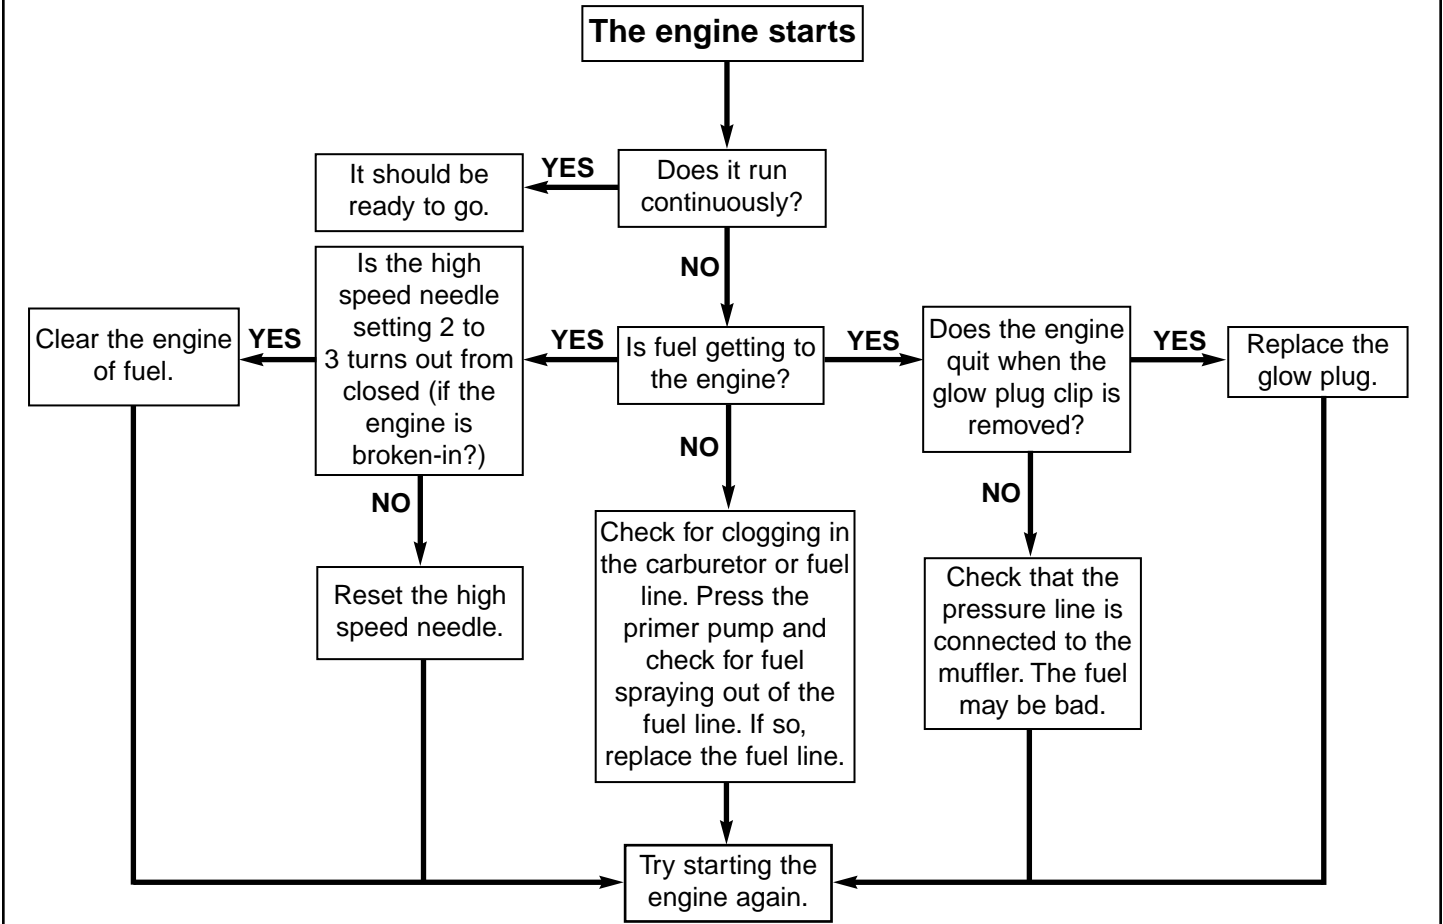 The engine starts
YES
Does it run
continuously?
It should be
ready to go.
NO
Is the high
speed needle
setting 2 to
3 turns out from
closed (if the
engine is
broken-in?)
Clear the engine
of fuel.
YES
YES
Is fuel getting to
the engine?
YES
Does the engine
quit when the
glow plug clip is
removed?
YES
Replace the
glow plug.
NO
NO
NO
Reset the high
speed needle.
Check for clogging in
the carburetor or fuel
line. Press the
primer pump and
check for fuel
spraying out of the
fuel line. If so,
replace the fuel line.
Check that the
pressure line is
connected to the
muffler. The fuel
may be bad.
Try starting the
engine again.